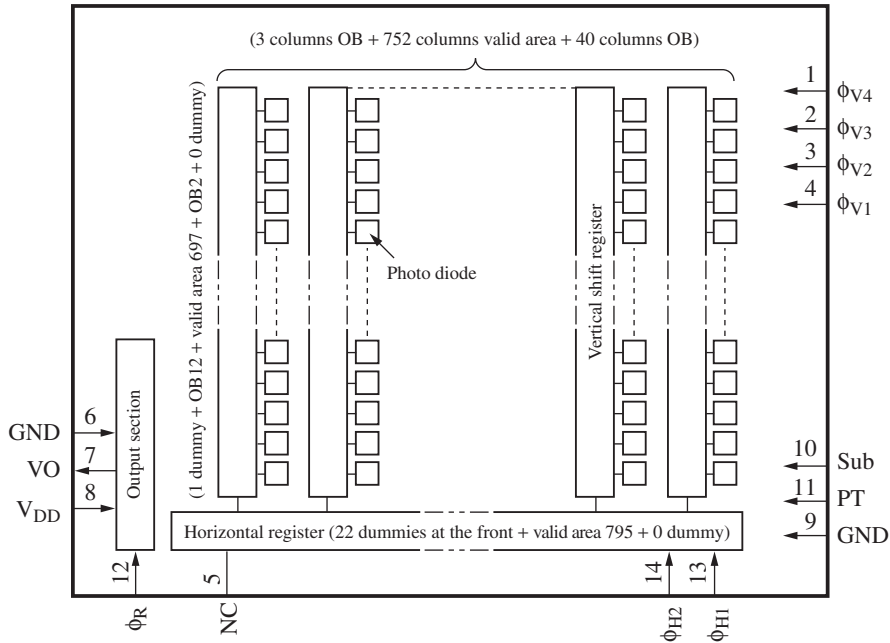 (3 columns OB + 752 columns valid area + 40 columns OB)
1 ϕV4
2 ϕV3
3 ϕV2
4 ϕV1
(1 dummy + OB12 + valid area 697 + OB2 + 0 dummy)
Photo diode
Vertical shift register
Output section
GND 6
VO 7
VDD 8
10 Sub
11 PT
9 GND
Horizontal register (22 dummies at the front + valid area 795 + 0 dummy)
12 ϕR
5 NC
14 ϕH2
13 ϕH1